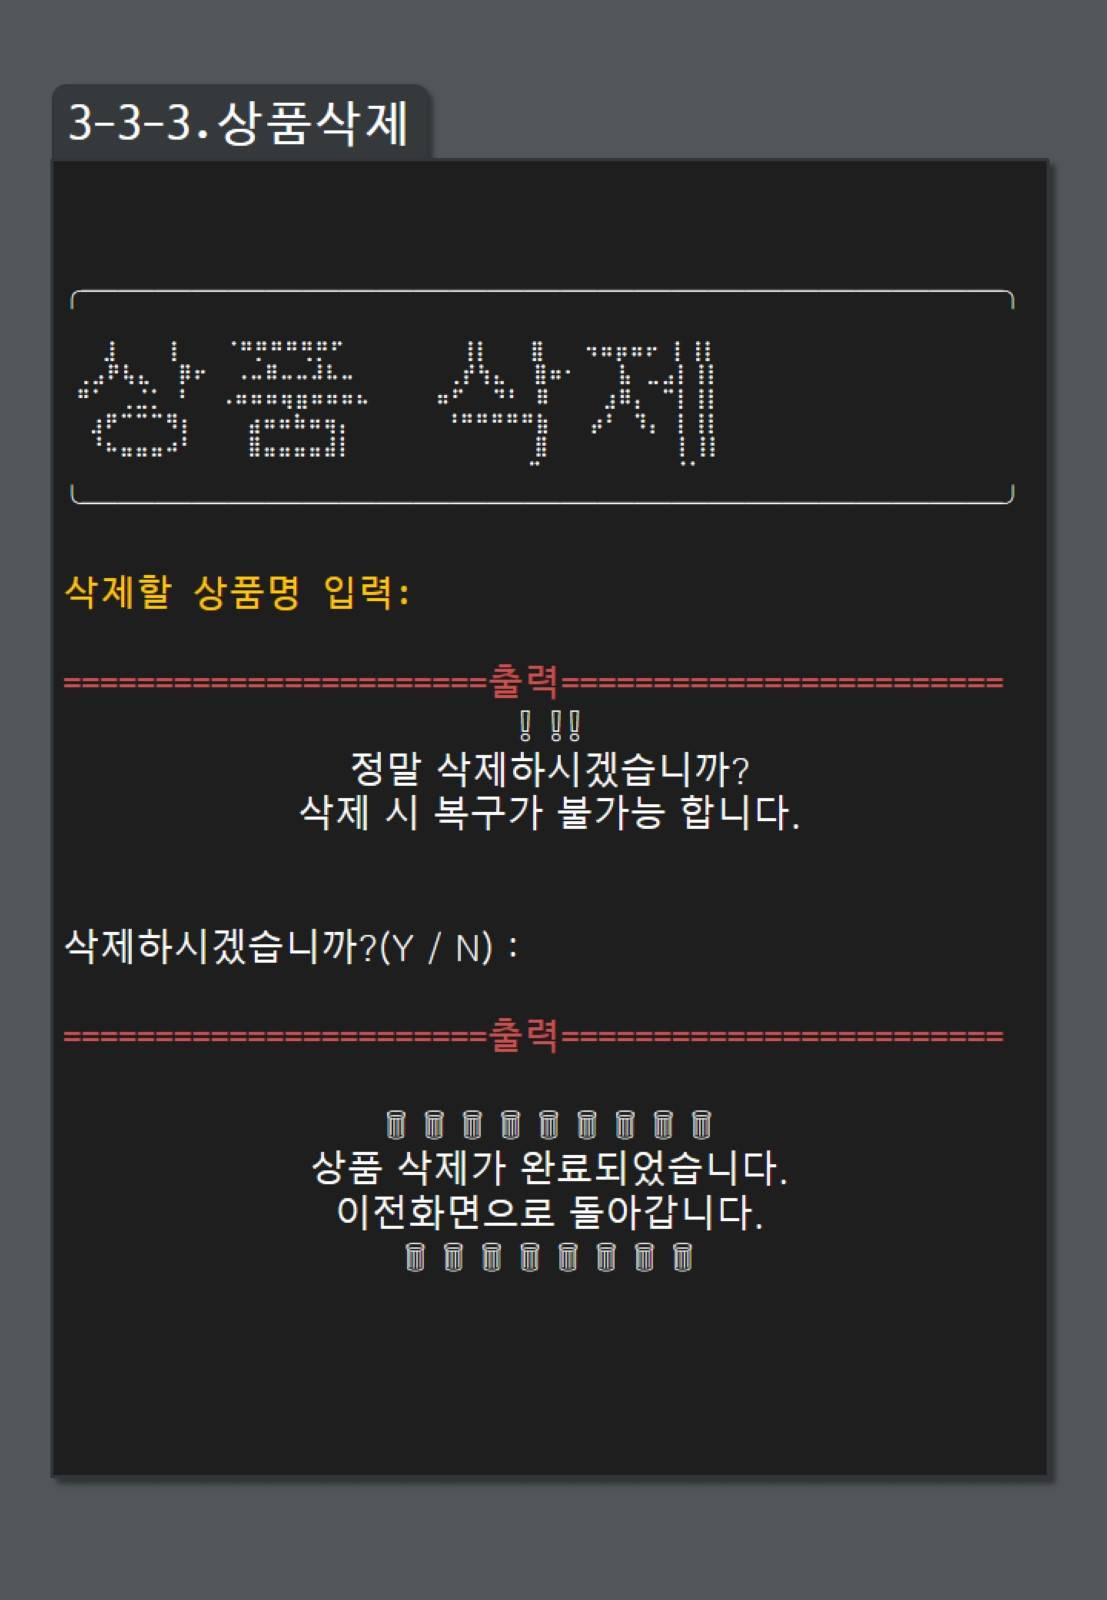 3-3-3.상품삭제
상품 삭제
삭제할 상품명 입력:
=======================출력========================
! !!
정말 삭제하시겠습니까?
삭제 시 복구가 불가능 합니다.
삭제하시겠습니까?(Y / N) :
=======================출력========================
상품 삭제가 완료되었습니다.
이전화면으로 돌아갑니다.